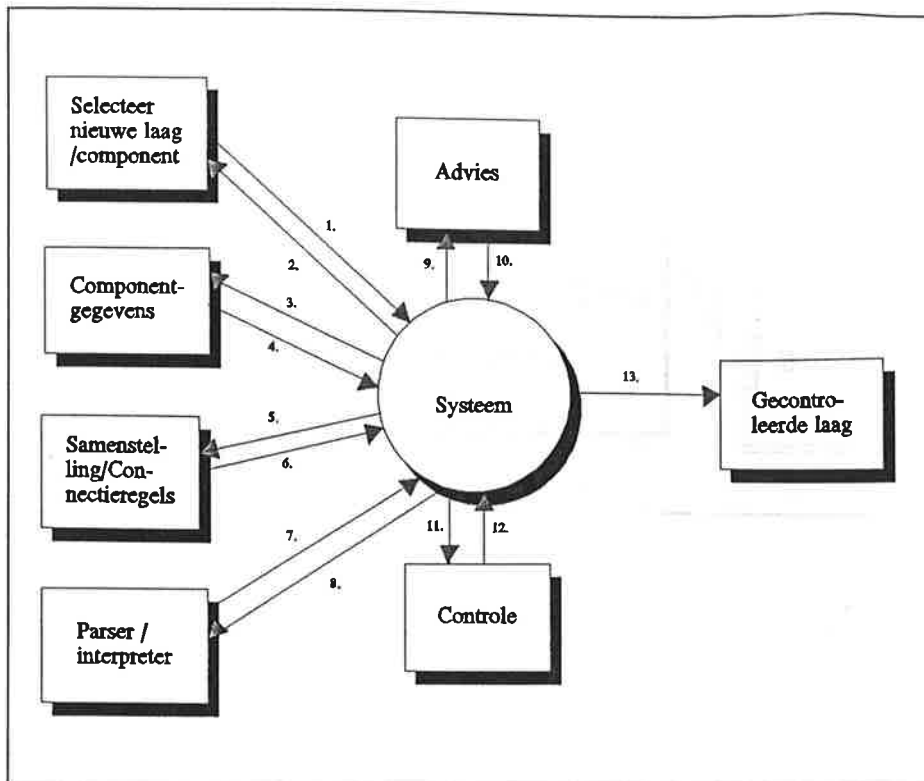 Selecteer
nieuwe laag
/component
Component-
gegevens
Samenstel-
ling/Con-
nectieregels
Parser /
interpreter
1.
2.
3.
4.
5.
6.
7.
8.
Advies
9.
10.
Systeem
11.
12.
Controle
13.
Gecontro-
leerde laag